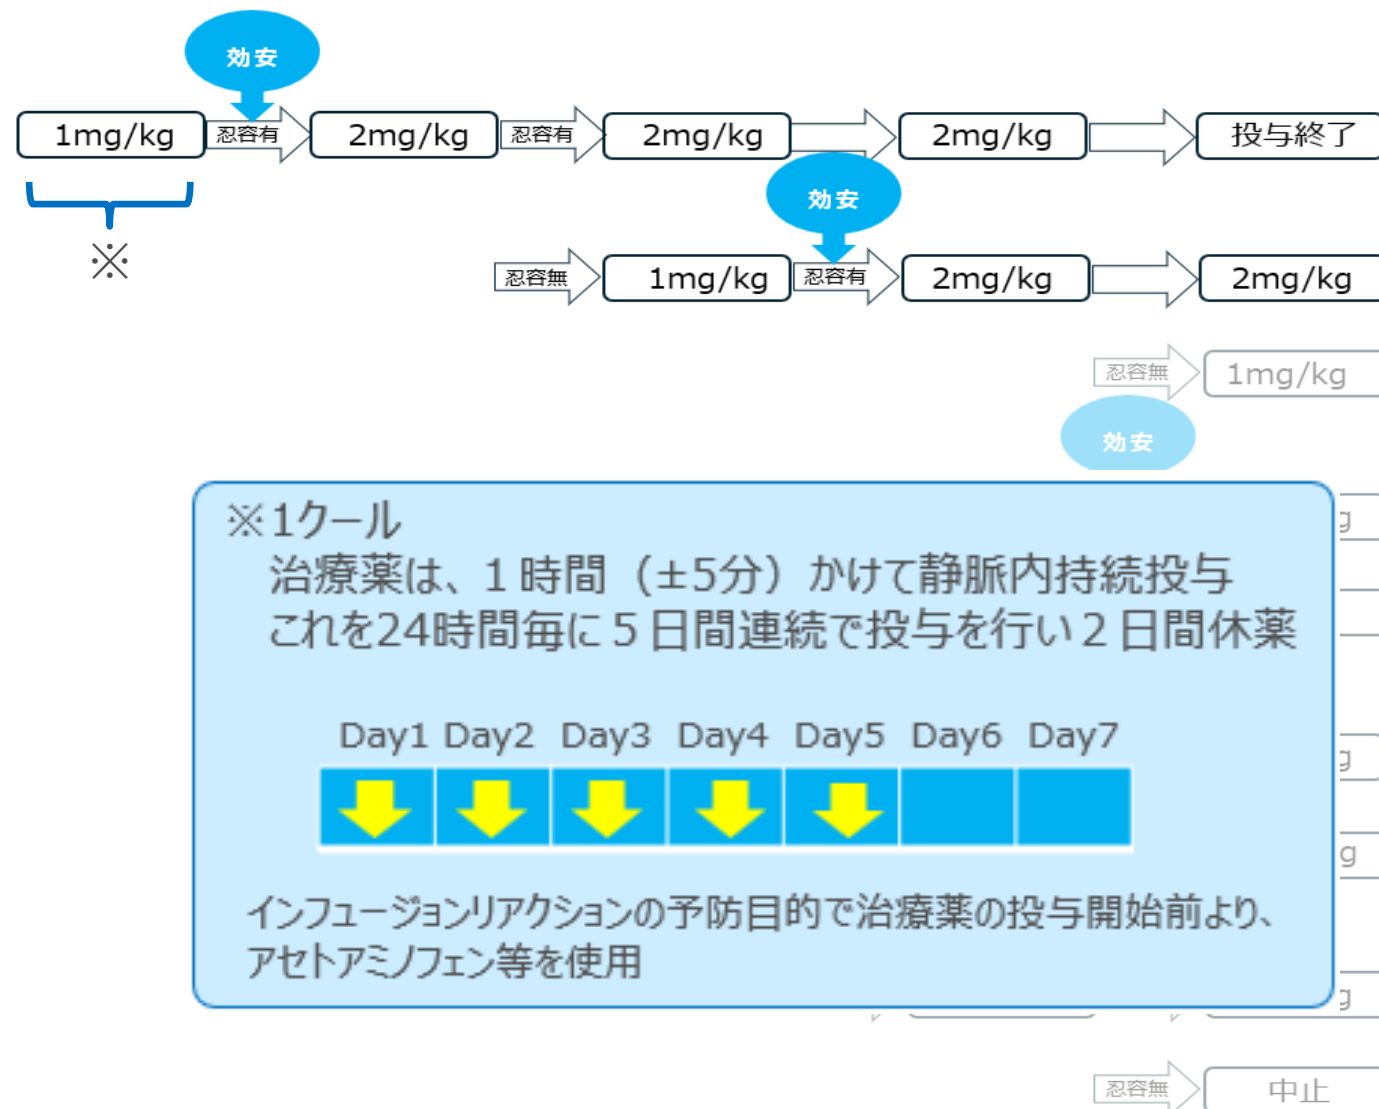 効安
1mg/kg 忍容有 2mg/kg 忍容有 2mg/kg 2mg/kg 投与終了
効安
※
忍容無 1mg/kg 忍容有 2mg/kg 2mg/kg
忍容無 1mg/kg
効安
※1クール
治療薬は、１時間（±5分）かけて静脈内持続投与
これを24時間毎に５日間連続で投与を行い２日間休薬
Day1 Day2 Day3 Day4 Day5 Day6 Day7
インフュージョンリアクションの予防目的で治療薬の投与開始前より、
アセトアミノフェン等を使用
忍容無 中止